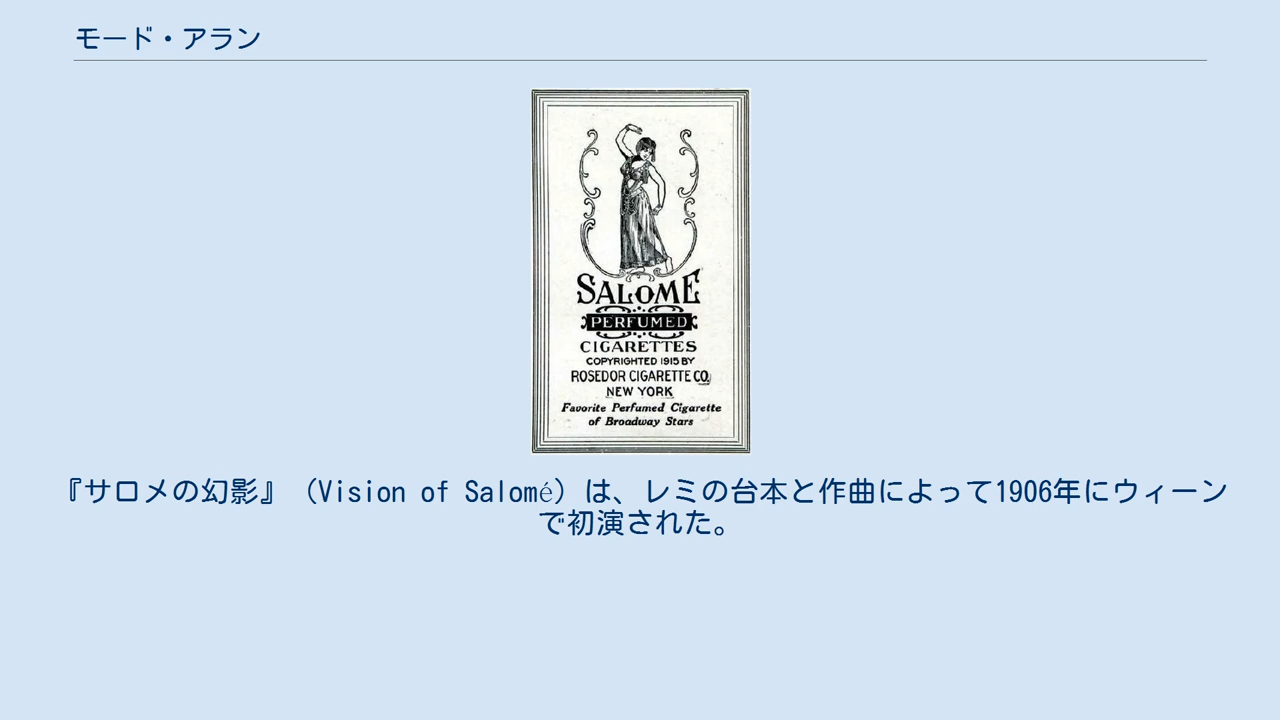 モード・アラン
SALOME
PERFUMED
CIGARETTES
COPYRIGHTED 1915 BY
ROSEDOR CIGARETTE CO.
NEW YORK
Favorite Perfumed Cigarette
of Broadway Stars
『サロメの幻影』（Vision of Salomé）は、レミの台本と作曲によって1906年にウィーン
で初演された。